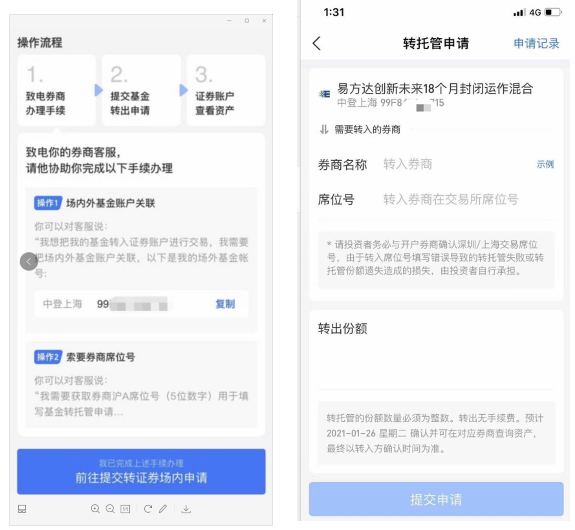 操作流程
1.
致电券商
办理手续
2.
提交基金
转出申请
3.
证券账户
查看资产
致电你的券商客服，
请他协助你完成以下手续办理
操作1 场内外基金账户关联
你可以对客服说：
“我想把我的基金转入证券账户进行交易，我需要
把场内外基金账户关联，以下是我的场外基金帐
号:
中登上海 99
复制
操作2 索要券商席位号
你可以对客服说：
“我需要获取券商沪A席位号（5位数字）用于填
写基金转托管申请...
我已完成上述手续办理
前往提交转证券场内申请
1:31
4G
转托管申请
申请记录
易方达创新未来18个月封闭运作混合
中登上海 99F8
715
需要转入的券商
券商名称 转入券商 示例
席位号 转入券商在交易所席位号
* 请投资者务必与开户券商确认深圳/上海交易席位
号，由于转入席位号填写错误导致的转托管失败或转
托管份额遗失造成的损失，由投资者自行承担。
转出份额
转托管的份额数量必须为整数。转出无手续费。预计
2021-01-26 星期二 确认并可在对应券商查询资产，
最终以转入方确认时间为准。
提交申请